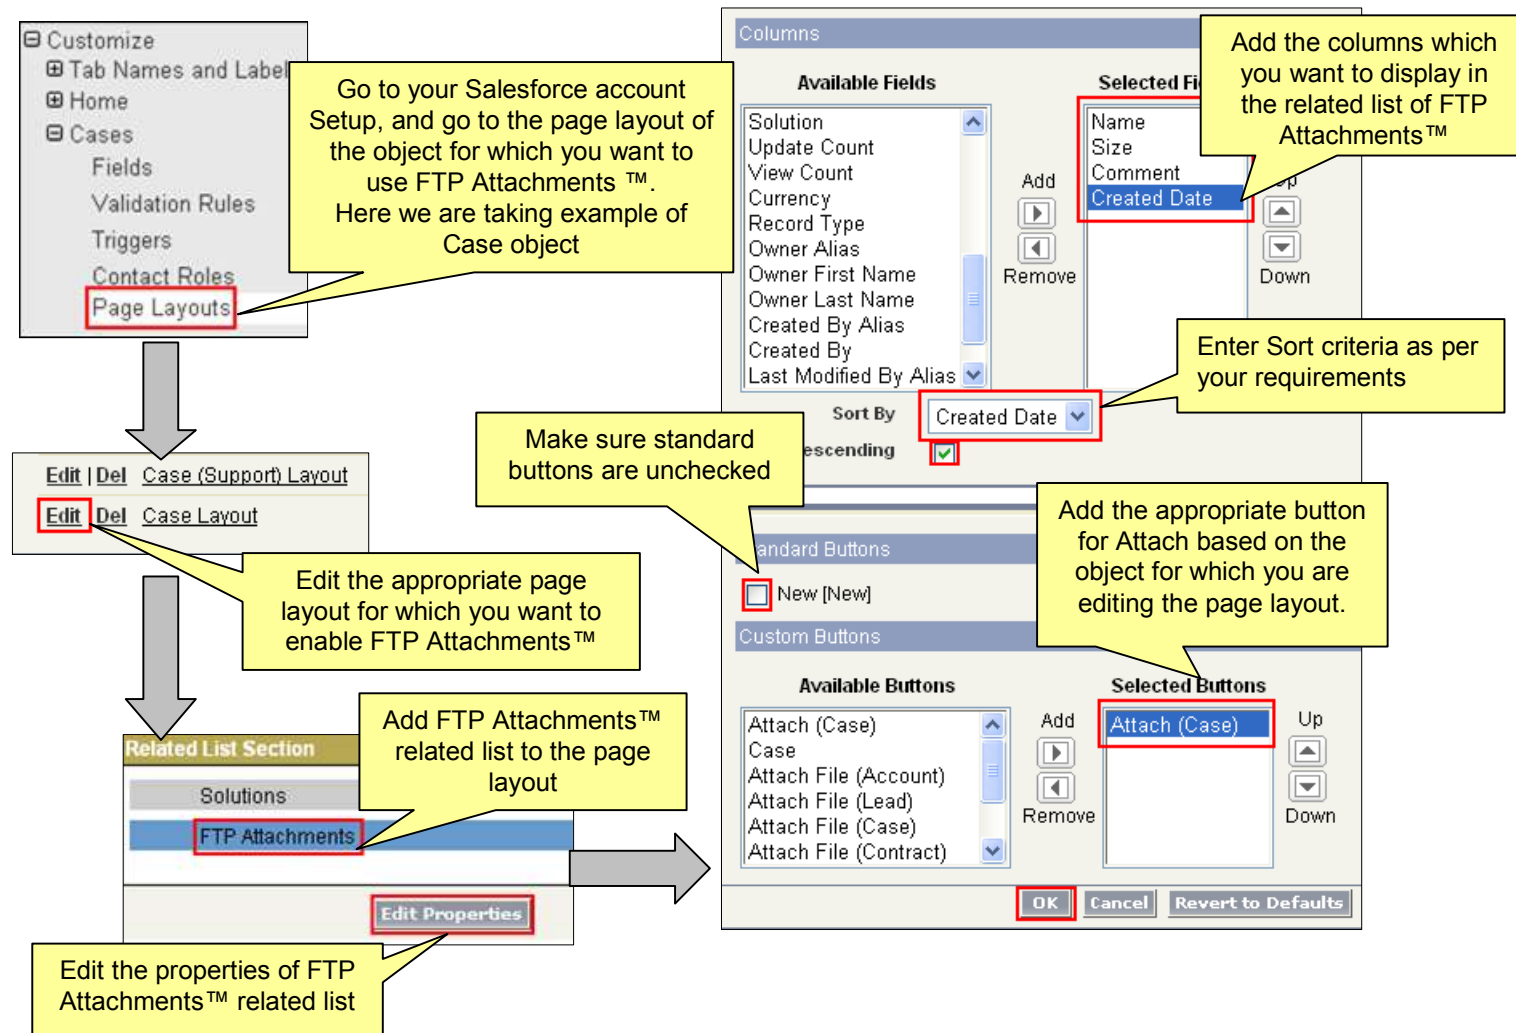 Customize
Tab Names and Label
Home
Cases
Fields
Validation Rules
Triggers
Contact Roles
Page Layouts
Go to your Salesforce account
Setup, and go to the page layout of
the object for which you want to
use FTP Attachments ™.
Here we are taking example of
Case object
Edit | Del Case (Support) Layout
Edit Del Case Layout
Edit the appropriate page
layout for which you want to
enable FTP Attachments™
Related List Section
Solutions
FTP Attachments
Edit Properties
Add FTP Attachments™
related list to the page
layout
Edit the properties of FTP
Attachments™ related list
Columns
Available Fields
Solution
Update Count
View Count
Currency
Record Type
Owner Alias
Owner First Name
Owner Last Name
Created By Alias
Created By
Last Modified By Alias
Add
Remove
Selected Fi
Name
Size
Comment
Created Date
Up
Down
Add the columns which
you want to display in
the related list of FTP
Attachments™
Sort By Created Date
escending
Enter Sort criteria as per
your requirements
Make sure standard
buttons are unchecked
andard Buttons
New [New]
Custom Buttons
Add the appropriate button
for Attach based on the
object for which you are
editing the page layout.
Available Buttons
Attach (Case)
Case
Attach File (Account)
Attach File (Lead)
Attach File (Case)
Attach File (Contract)
Add
Remove
Selected Buttons
Attach (Case)
Up
Down
OK Cancel Revert to Defaults